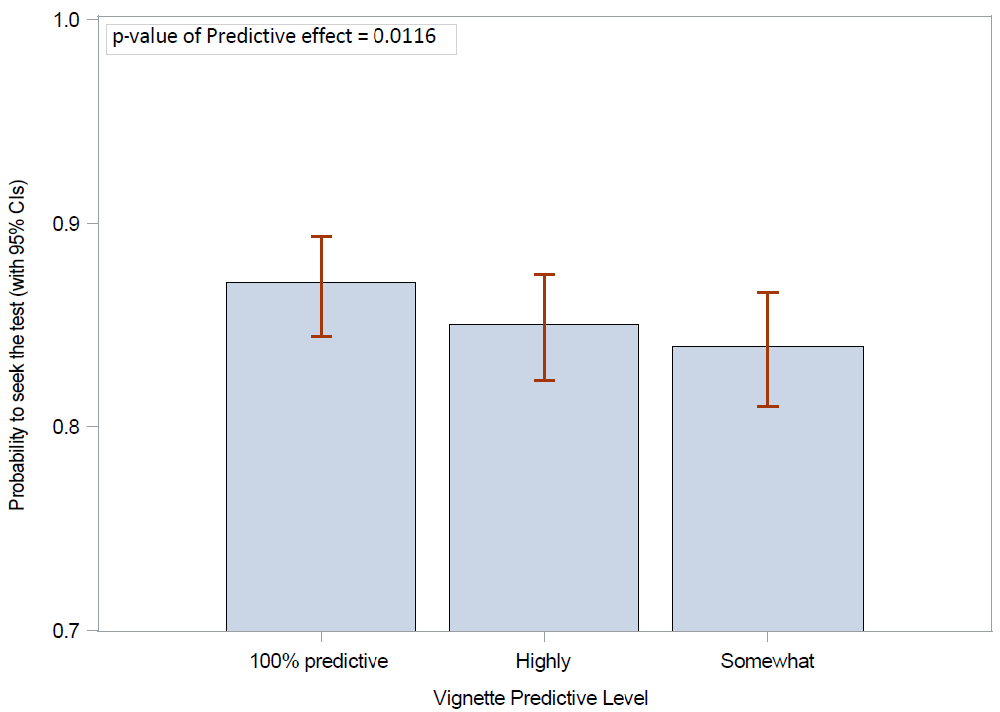 p-value of Predictive effect = 0.0116
1.0
0.9
0.8
0.7
Probability to seek the test (with 95% CIs)
100% predictive
Highly
Somewhat
Vignette Predictive Level